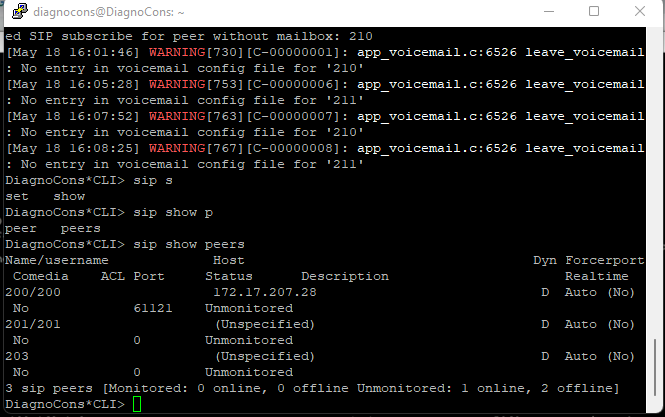 diagnocons@DiagnoCons: ~
ed SIP subscribe for peer without mailbox: 210
[May 18 16:01:46] WARNING[730][C-00000001]: app_voicemail.c:6526 leave_voicemail
: No entry in voicemail config file for '210'
[May 18 16:05:28] WARNING[753][C-00000006]: app_voicemail.c:6526 leave_voicemail
: No entry in voicemail config file for '211'
[May 18 16:07:52] WARNING[763][C-00000007]: app_voicemail.c:6526 leave_voicemail
: No entry in voicemail config file for '210'
[May 18 16:08:25] WARNING[767][C-00000008]: app_voicemail.c:6526 leave_voicemail
: No entry in voicemail config file for '211'
DiagnoCons*CLI> sip s
set   show
DiagnoCons*CLI> sip show p
peer   peers
DiagnoCons*CLI> sip show peers
Name/username             Host                                    Dyn Forcerport
 Comedia    ACL Port     Status      Description                      Realtime
200/200                   172.17.207.28                            D  Auto (No)
 No             61121    Unmonitored
201/201                   (Unspecified)                            D  Auto (No)
 No             0        Unmonitored
203                       (Unspecified)                            D  Auto (No)
 No             0        Unmonitored
3 sip peers [Monitored: 0 online, 0 offline Unmonitored: 1 online, 2 offline]
DiagnoCons*CLI>